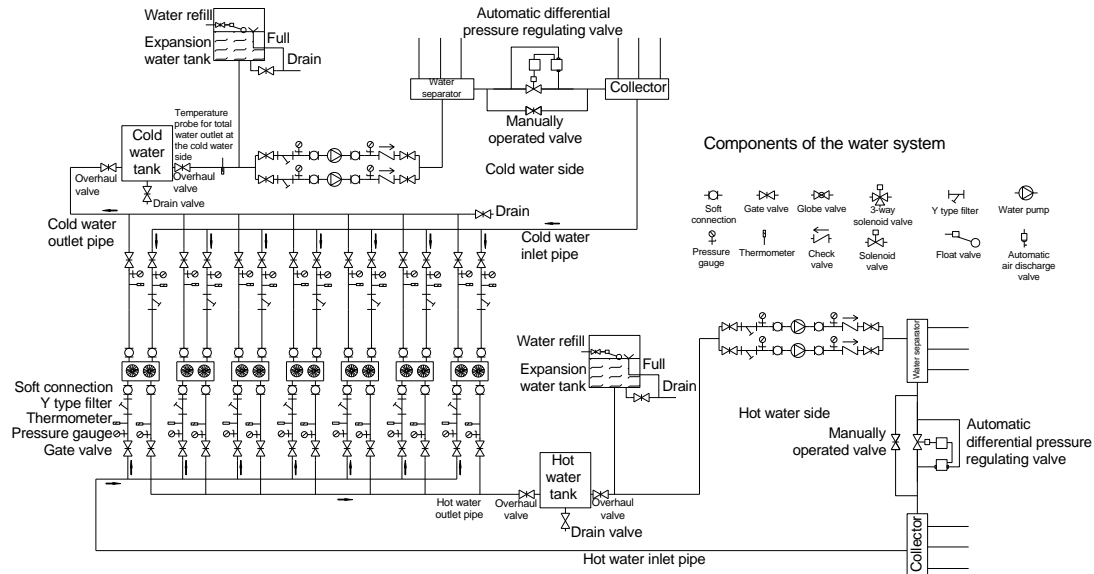 Water refill
Full
Expansion
water tank
Drain
Automatic differential
pressure regulating valve
Water
separator
Collector
Manually
operated valve
Temperature
probe for total
water outlet at
the cold water
side
Cold
water
tank
Overhaul
valve
Overhaul
valve
Drain valve
Cold water side
Cold water
outlet pipe
Drain
Cold water
inlet pipe
Components of the water system
Soft
connection
Gate valve
Globe valve
3-way
solenoid valve
Y type filter
Water pump
Pressure
gauge
Thermometer
Check
valve
Solenoid
valve
Float valve
Automatic
air discharge
valve
Water refill
Full
Expansion
water tank
Drain
Water separator
Soft connection
Y type filter
Thermometer
Pressure gauge
Gate valve
Hot water side
Manually
operated valve
Automatic
differential pressure
regulating valve
Hot
water
tank
Hot water
outlet pipe
Overhaul
valve
Overhaul
valve
Drain valve
Collector
Hot water inlet pipe